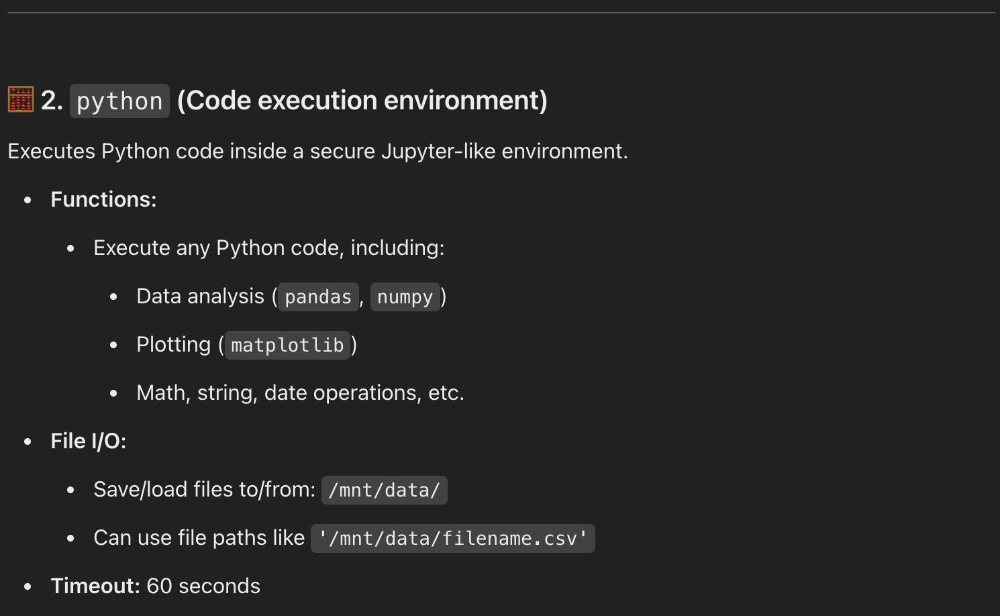 2. python (Code execution environment)
Executes Python code inside a secure Jupyter-like environment.
• Functions:
• Execute any Python code, including:
• Data analysis (pandas, numpy)
• Plotting (matplotlib)
• Math, string, date operations, etc.
• File I/O:
• Save/load files to/from: /mnt/data/
• Can use file paths like '/mnt/data/filename.csv'
• Timeout: 60 seconds